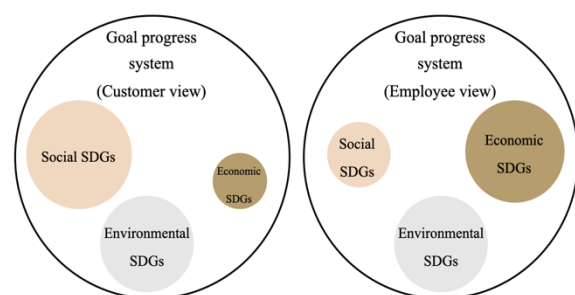 Goal progress
system
(Customer view)
Social SDGs
Economic
SDGs
Environmental
SDGs
Goal progress
system
(Employee view)
Social
SDGs
Economic
SDGs
Environmental
SDGs